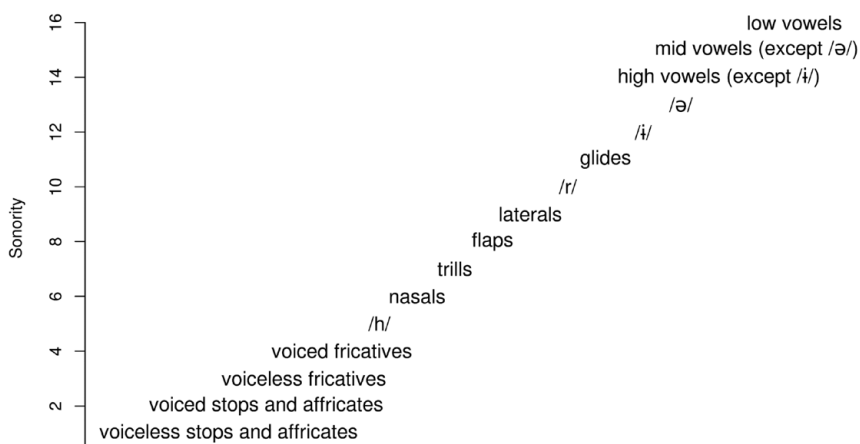 16
low vowels
mid vowels (except /ə/)
14
high vowels (except /ɨ/)
/ə/
12
/ɨ/
glides
10
/r/
laterals
8
flaps
trills
6
nasals
/h/
4
voiced fricatives
voiceless fricatives
2
voiced stops and affricates
voiceless stops and affricates
Sonority